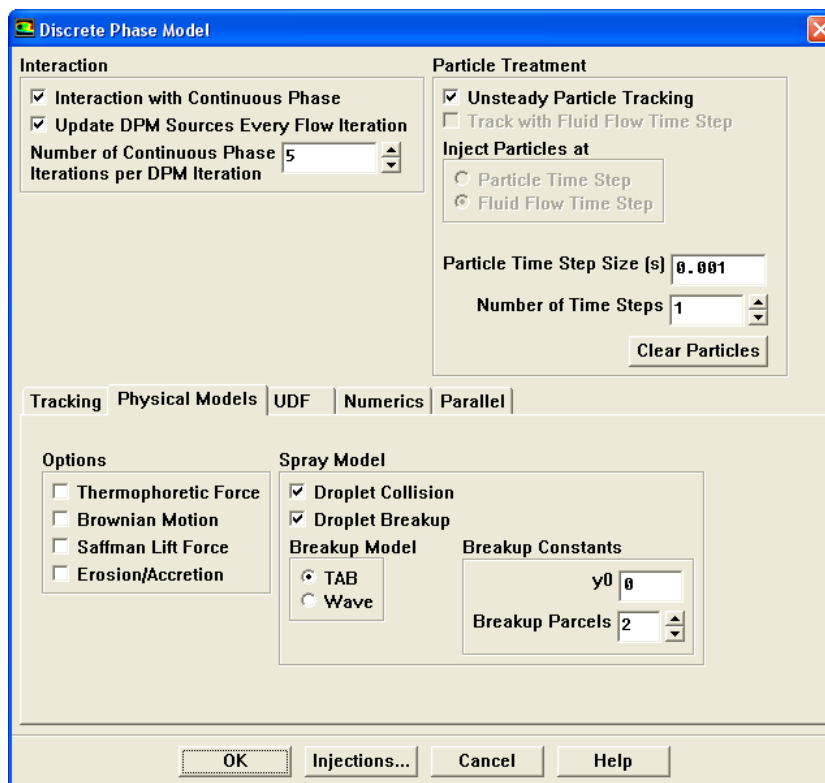 Discrete Phase Model
Interaction
Interaction with Continuous Phase
Update DPM Sources Every Flow Iteration
Number of Continuous Phase
Iterations per DPM Iteration
5
Particle Treatment
Unsteady Particle Tracking
Track with Fluid Flow Time Step
Inject Particles at
Particle Time Step
Fluid Flow Time Step
Particle Time Step Size (s) 0.001
Number of Time Steps 1
Clear Particles
Tracking Physical Models UDF Numerics Parallel
Options
Thermophoretic Force
Brownian Motion
Saffman Lift Force
Erosion/Accretion
Spray Model
Droplet Collision
Droplet Breakup
Breakup Model
TAB
Wave
Breakup Constants
y0 0
Breakup Parcels 2
OK Injections... Cancel Help